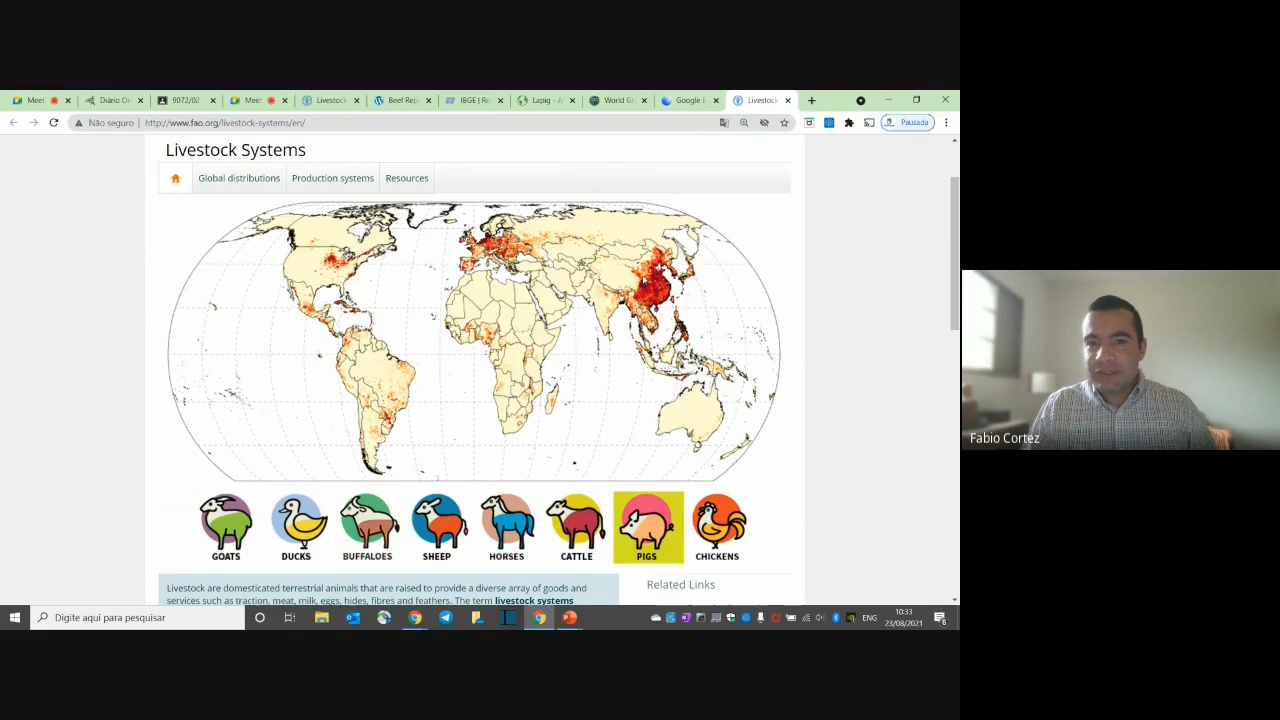 Meet
Diário O
9072/02
Meet
Livestock
Beef Rep
IBGE | R
Lapig - A
World G
Google E
Livestock
Não seguro
http://www.fao.org/livestock-systems/en/
Pausada
Livestock Systems
Global distributions
Production systems
Resources
GOATS
DUCKS
BUFFALOES
SHEEP
HORSES
CATTLE
PIGS
CHICKENS
Livestock are domesticated terrestrial animals that are raised to provide a diverse array of goods and
services such as traction, meat, milk, eggs, hides, fibres and feathers. The term livestock systems
Related Links
Fabio Cortez
Digite aqui para pesquisar
ENG
10:33
23/08/2021